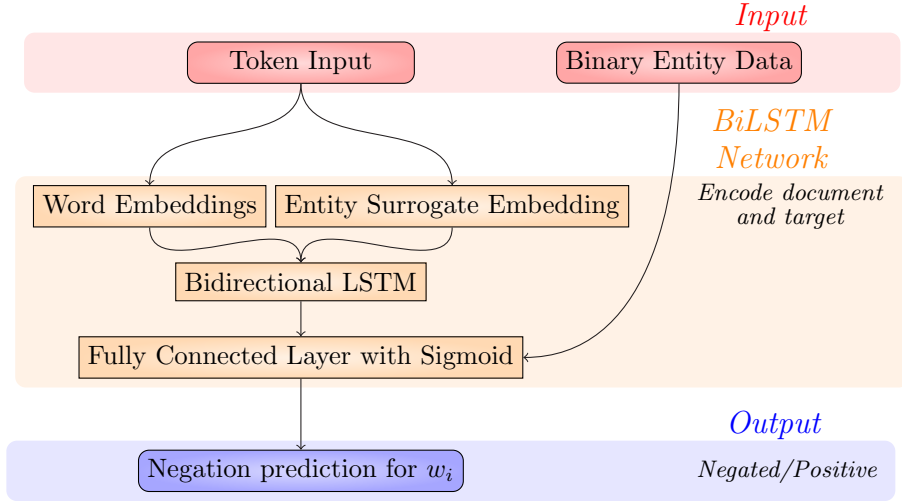 Input
Token Input
Binary Entity Data
BiLSTM
Network
Word Embeddings
Entity Surrogate Embedding
Encode document
and target
Bidirectional LSTM
Fully Connected Layer with Sigmoid
Output
Negation prediction for w_i
Negated/Positive